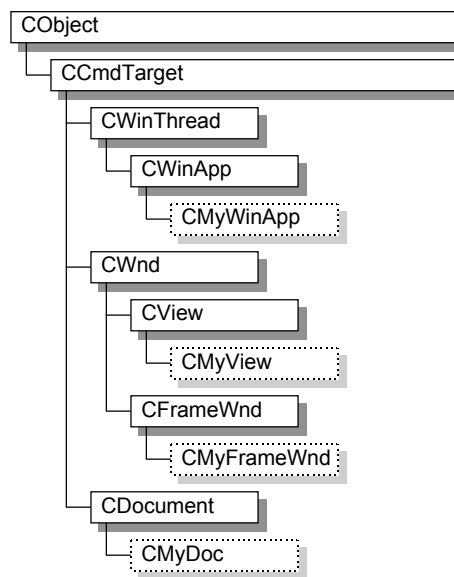 CObject
CCmdTarget
CWinThread
CWinApp
CMyWinApp
CWnd
CView
CMyView
CFrameWnd
CMyFrameWnd
CDocument
CMyDoc